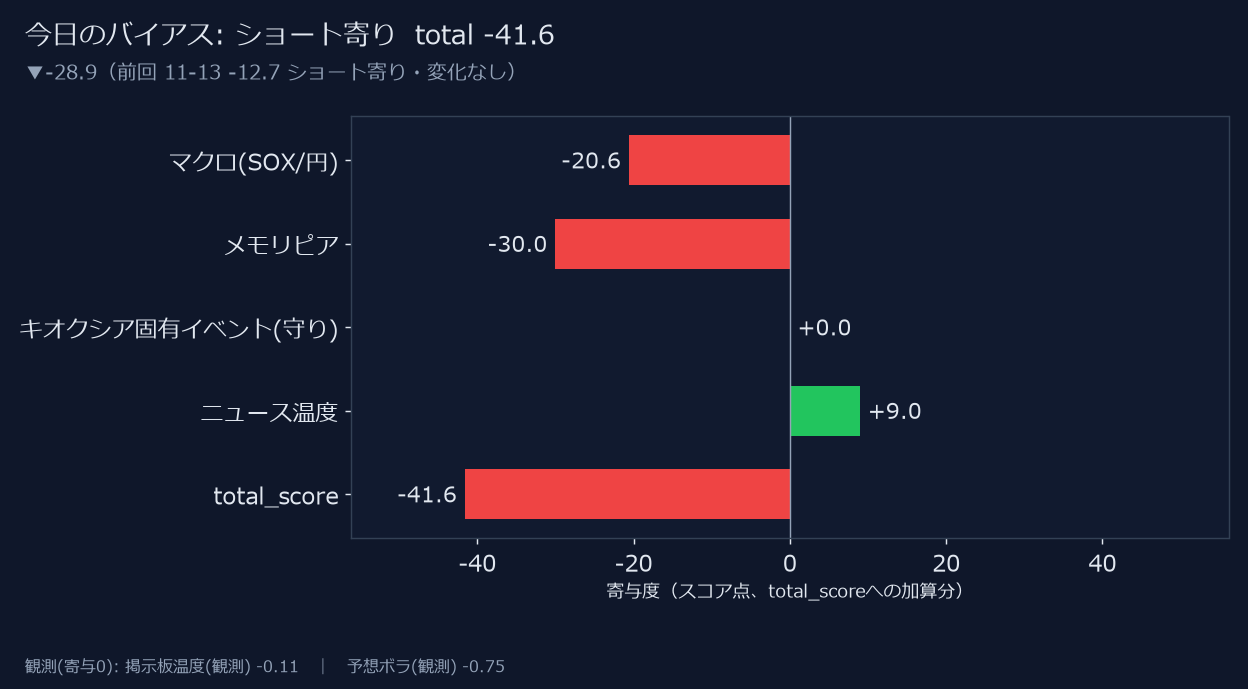 今日のバイアス: ショート寄り  total -41.6
▼-28.9（前回 11-13 -12.7 ショート寄り・変化なし）
マクロ(SOX/円)
-20.6
メモリピア
-30.0
キオクシア固有イベント(守り)
+0.0
ニュース温度
+9.0
total_score
-41.6
-40 -20 0 20 40
寄与度（スコア点、total_scoreへの加算分）
観測(寄与0): 掲示板温度(観測) -0.11 ｜ 予想ボラ(観測) -0.75